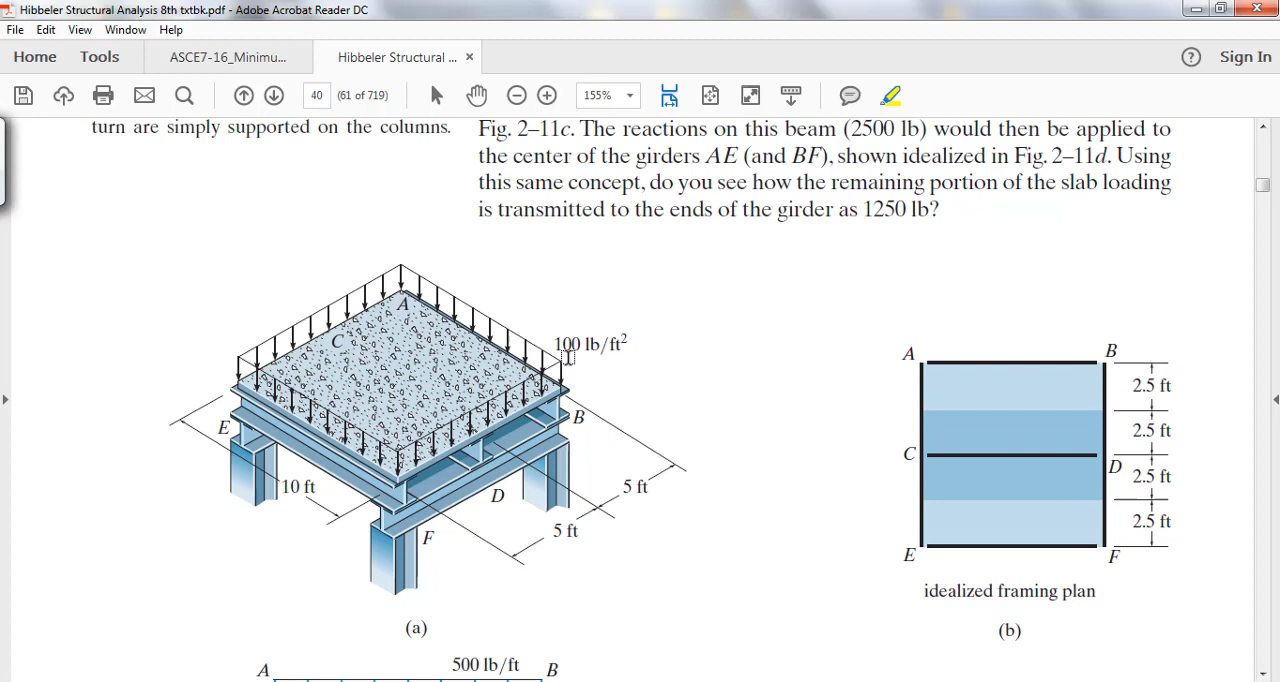 Hibbeler Structural Analysis 8th txtbk.pdf - Adobe Acrobat Reader DC
File Edit View Window Help
Home Tools ASCE7-16_Minimu... Hibbeler Structural ... × ? Sign In
40 (61 of 719) 155%
turn are simply supported on the columns.
Fig. 2–11c. The reactions on this beam (2500 lb) would then be applied to
the center of the girders AE (and BF), shown idealized in Fig. 2–11d. Using
this same concept, do you see how the remaining portion of the slab loading
is transmitted to the ends of the girder as 1250 lb?
A
C
100 lb/ft²
E
B
10 ft
D
5 ft
5 ft
F
(a)
A B
2.5 ft
2.5 ft
C D
2.5 ft
2.5 ft
E F
idealized framing plan
(b)
A 500 lb/ft B